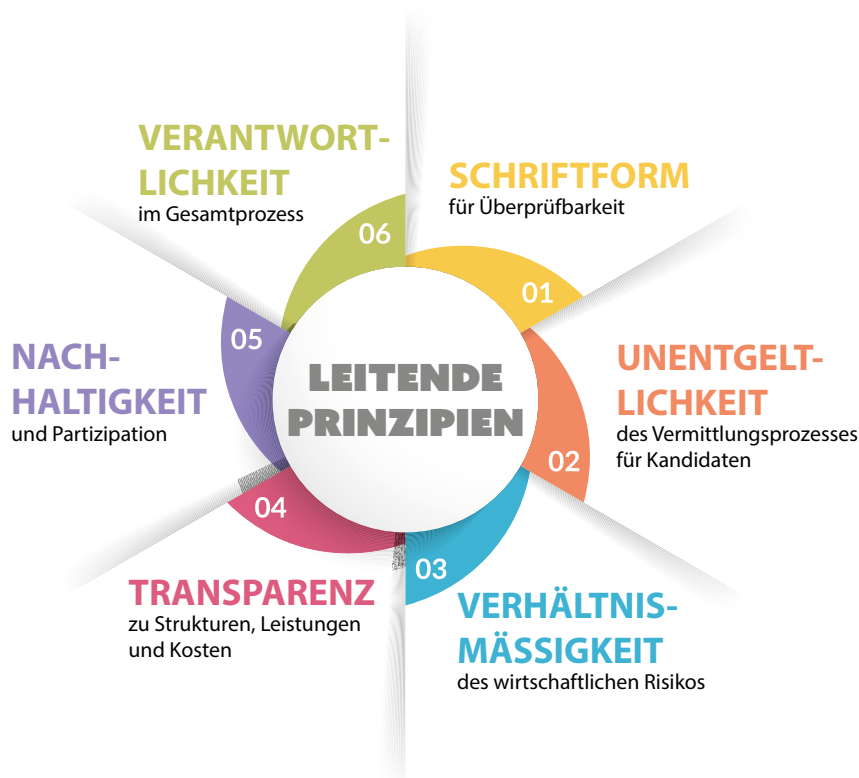 LEITENDE
PRINZIPIEN
01
SCHRIFTFORM
für Überprüfbarkeit
02
UNENTGELT-
LICHKEIT
des Vermittlungsprozesses
für Kandidaten
03
VERHÄLTNIS-
MÄSSIGKEIT
des wirtschaftlichen Risikos
04
TRANSPARENZ
zu Strukturen, Leistungen
und Kosten
05
NACH-
HALTIGKEIT
und Partizipation
06
VERANTWORT-
LICHKEIT
im Gesamtprozess